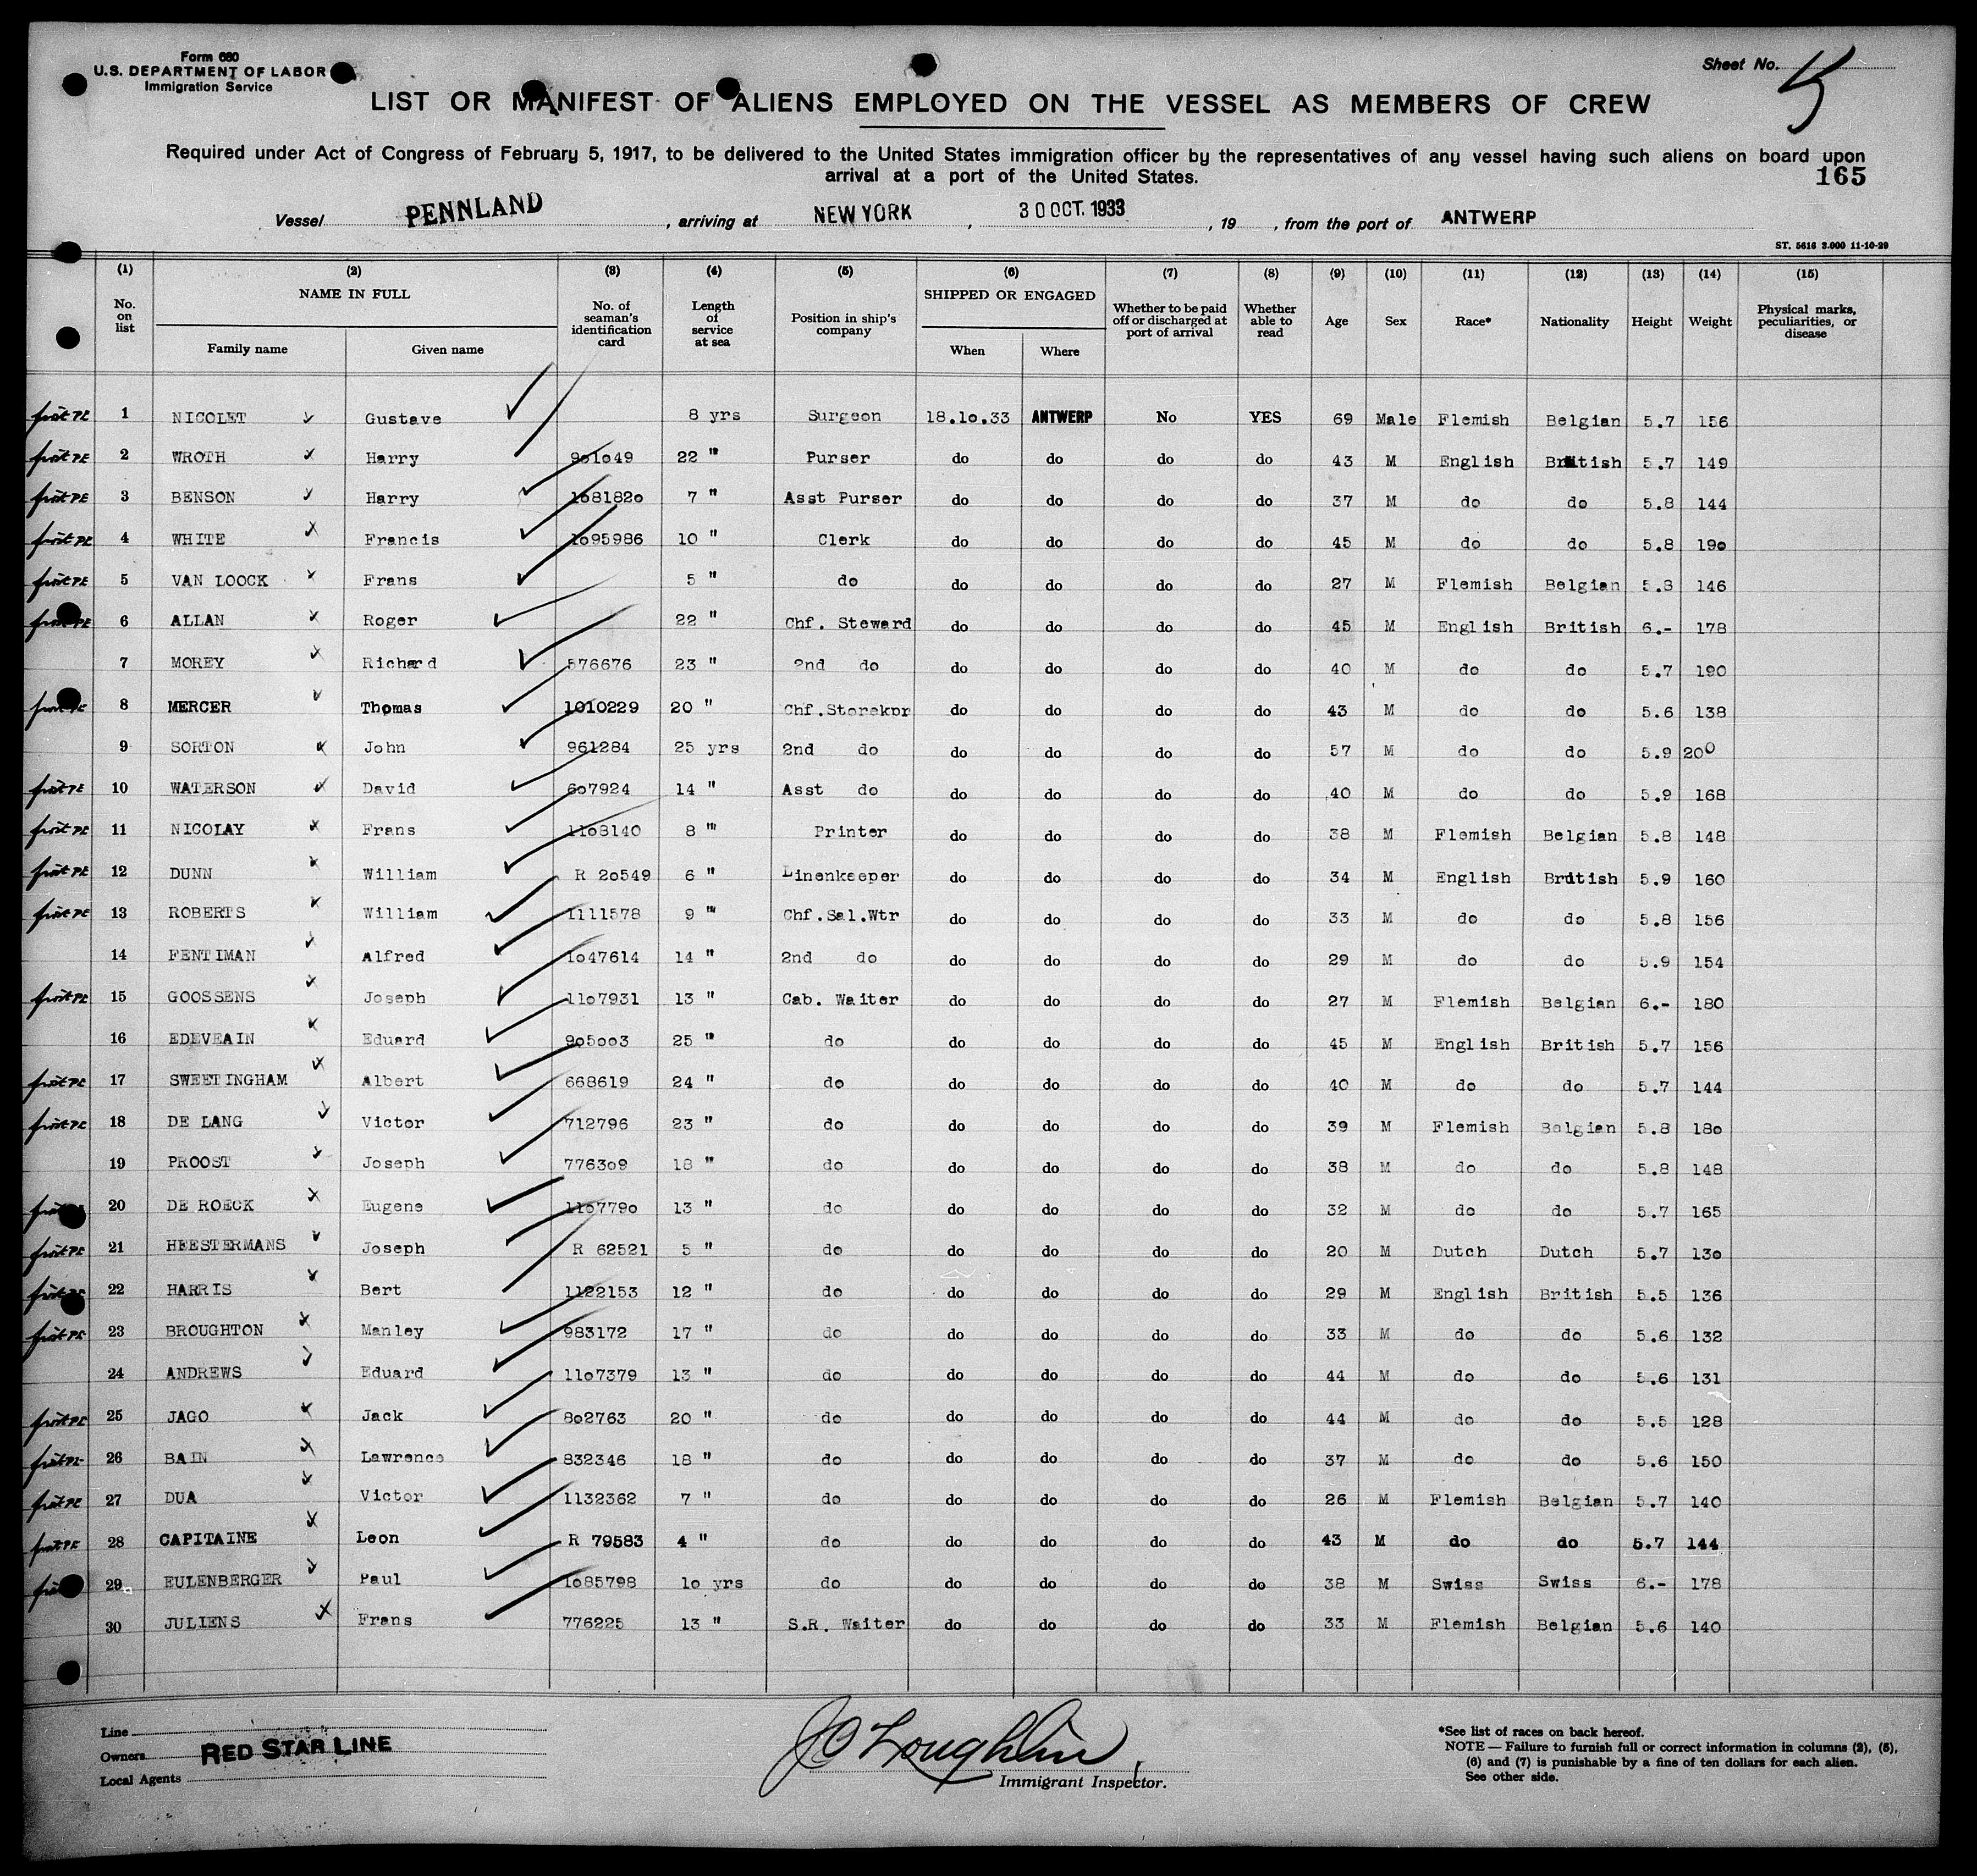 Form 680
U.S. DEPARTMENT OF LABOR
Immigration Service
Sheet No. 5
LIST OR MANIFEST OF ALIENS EMPLOYED ON THE VESSEL AS MEMBERS OF CREW
Required under Act of Congress of February 5, 1917, to be delivered to the United States immigration officer by the representatives of any vessel having such aliens on board upon
arrival at a port of the United States.
165
Vessel PENNLAND, arriving at NEW YORK, 30 OCT. 1933, 19 , from the port of ANTWERP
ST. 5616 3.000 11-10-29
(1) (2) (3) (4) (5) (6) (7) (8) (9) (10) (11) (12) (13) (14) (15)
No. on list NAME IN FULL Family name Given name No. of seaman's identification card Length of service at sea Position in ship's company SHIPPED OR ENGAGED When Where Whether to be paid off or discharged at port of arrival Whether able to read Age Sex Race* Nationality Height Weight Physical marks, peculiarities, or disease
1 NICOLET Gustave 8 yrs Surgeon 18.10.33 ANTWERP No YES 69 Male Flemish Belgian 5.7 156
2 WROTH Harry 901049 22 " Purser do do do do 43 M English British 5.7 149
3 BENSON Harry 1081820 7 " Asst Purser do do do do 37 M do do 5.8 144
4 WHITE Francis 1095986 10 " Clerk do do do do 45 M do do 5.8 190
5 VAN LOOCK Frans 5 " do do do do do 27 M Flemish Belgian 5.8 146
6 ALLAN Roger 22 " Chf. Steward do do do do 45 M English British 6.- 178
7 MOREY Richard 576676 23 " 2nd do do do do do 40 M do do 5.7 190
8 MERCER Thomas 1010229 20 " Chf.Storekpr do do do do 43 M do do 5.6 138
9 SORTON John 961284 25 yrs 2nd do do do do do 57 M do do 5.9 200
10 WATERSON David 607924 14 " Asst do do do do do 40 M do do 5.9 168
11 NICOLAY Frans 1108140 8 " Printer do do do do 38 M Flemish Belgian 5.8 148
12 DUNN William R 20549 6 " Linenkeeper do do do do 34 M English British 5.9 160
13 ROBERTS William 1111578 9 " Chf.Sal.Wtr do do do do 33 M do do 5.8 156
14 FENTIMAN Alfred 1047614 14 " 2nd do do do do do 29 M do do 5.9 154
15 GOOSSENS Joseph 1107931 13 " Cab. Waiter do do do do 27 M Flemish Belgian 6.- 180
16 EDEVEAIN Eduard 905003 25 " do do do do do 45 M English British 5.7 156
17 SWEETINGHAM Albert 668619 24 " do do do do do 40 M do do 5.7 144
18 DE LANG Victor 712796 23 " do do do do do 39 M Flemish Belgian 5.8 180
19 PROOST Joseph 776309 18 " do do do do do 38 M do do 5.8 148
20 DE ROECK Eugene 1107790 13 " do do do do do 32 M do do 5.7 165
21 HEESTERMANS Joseph R 62521 5 " do do do do do 20 M Dutch Dutch 5.7 130
22 HARRIS Bert 1122153 12 " do do do do do 29 M English British 5.5 136
23 BROUGHTON Manley 983172 17 " do do do do do 33 M do do 5.6 132
24 ANDREWS Eduard 1107379 13 " do do do do do 44 M do do 5.6 131
25 JAGO Jack 802763 20 " do do do do do 44 M do do 5.5 128
26 BAIN Lawrence 832346 18 " do do do do do 37 M do do 5.6 150
27 DUA Victor 1132362 7 " do do do do do 26 M Flemish Belgian 5.7 140
28 CAPITAINE Leon R 79583 4 " do do do do do 43 M do do 5.7 144
29 EULENBERGER Paul 1085798 10 yrs do do do do do 38 M Swiss Swiss 6.- 178
30 JULIENS Frans 776225 13 " S.R. Waiter do do do do 33 M Flemish Belgian 5.6 140
Line
Owners RED STAR LINE
Local Agents
J C Loughlin
Immigrant Inspector.
*See list of races on back hereof.
NOTE — Failure to furnish full or correct information in columns (2), (5),
(6) and (7) is punishable by a fine of ten dollars for each alien.
See other side.